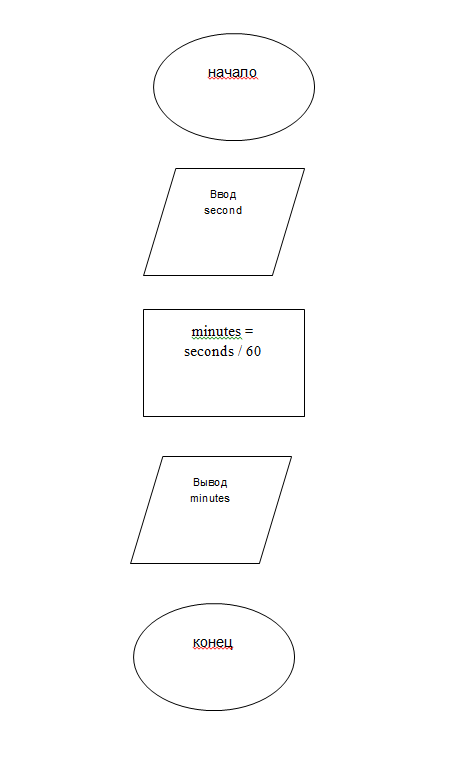 начало
Ввод
second
minutes =
seconds / 60
Вывод
minutes
конец